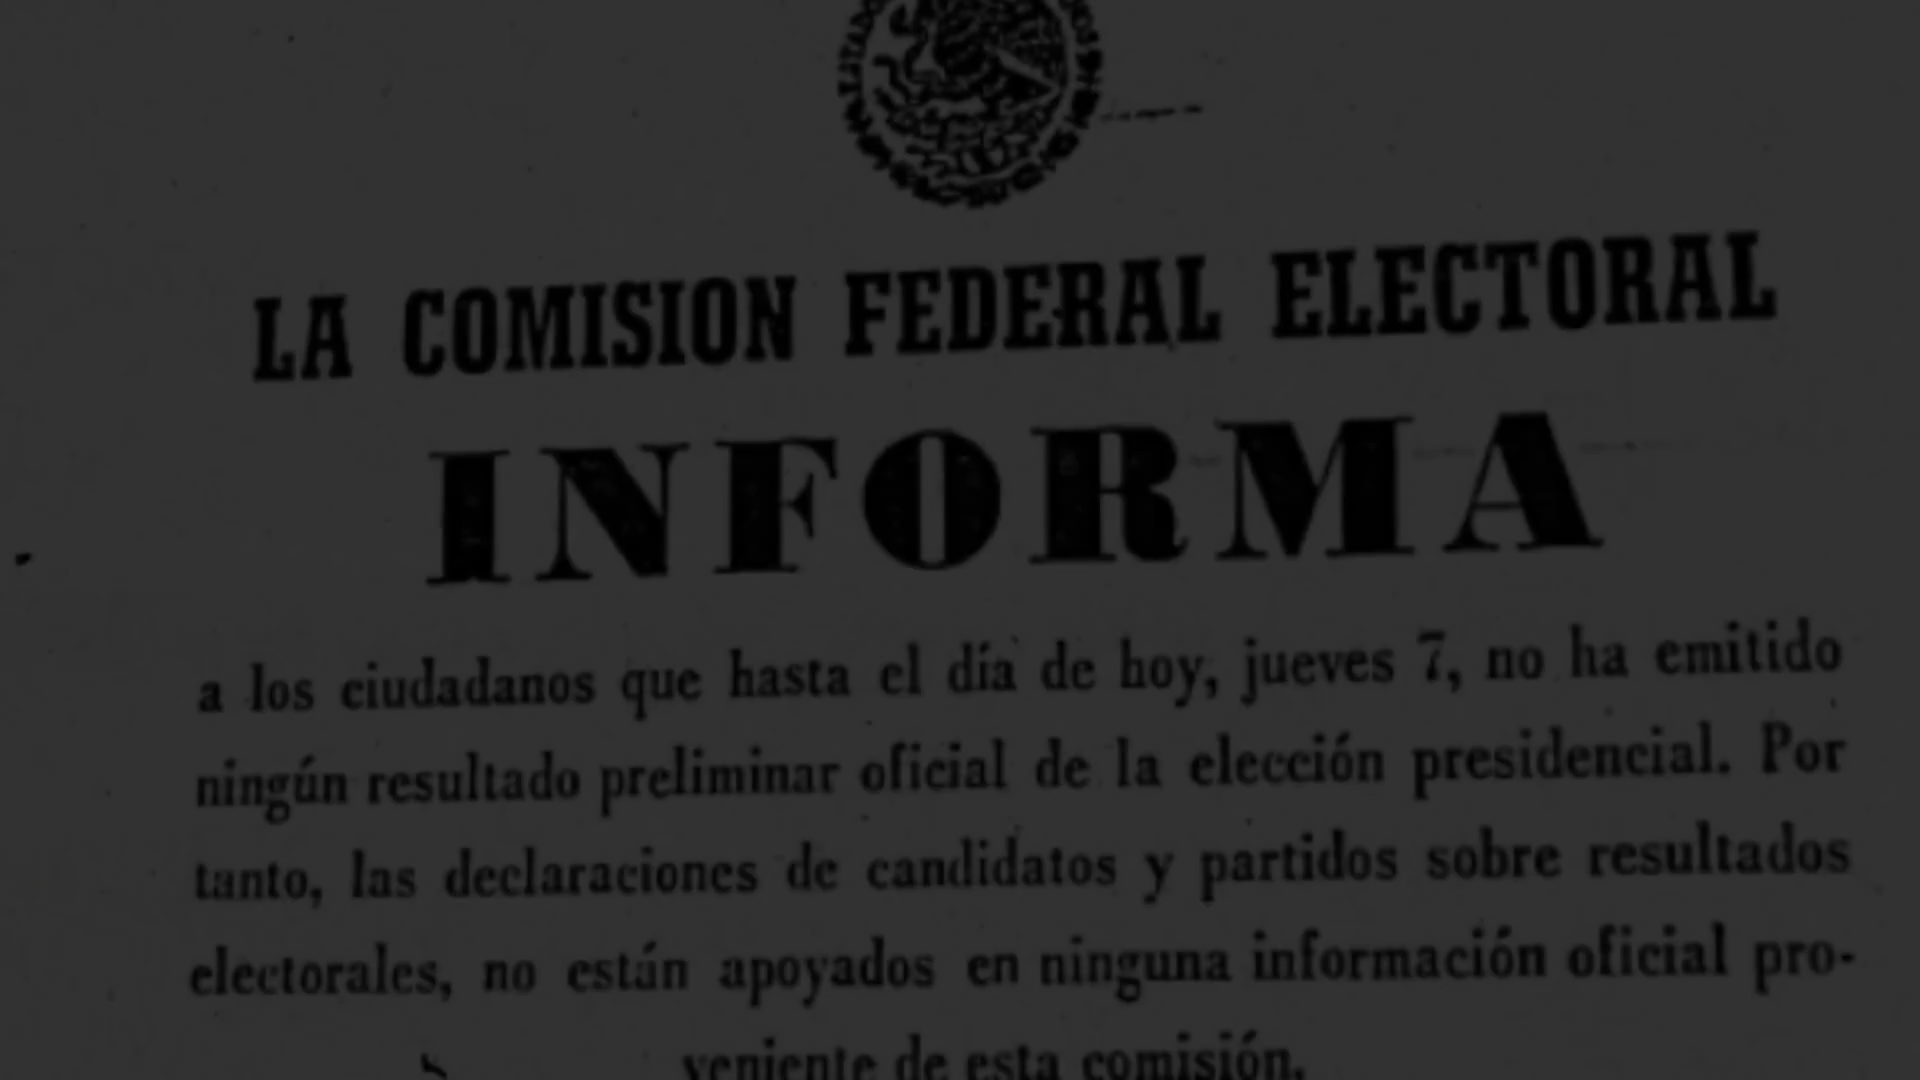 LA COMISION FEDERAL ELECTORAL
INFORMA
a los ciudadanos que hasta el día de hoy, jueves 7, no ha emitido
ningún resultado preliminar oficial de la elección presidencial. Por
tanto, las declaraciones de candidatos y partidos sobre resultados
electorales, no están apoyados en ninguna información oficial pro-
veniente de esta comisión.